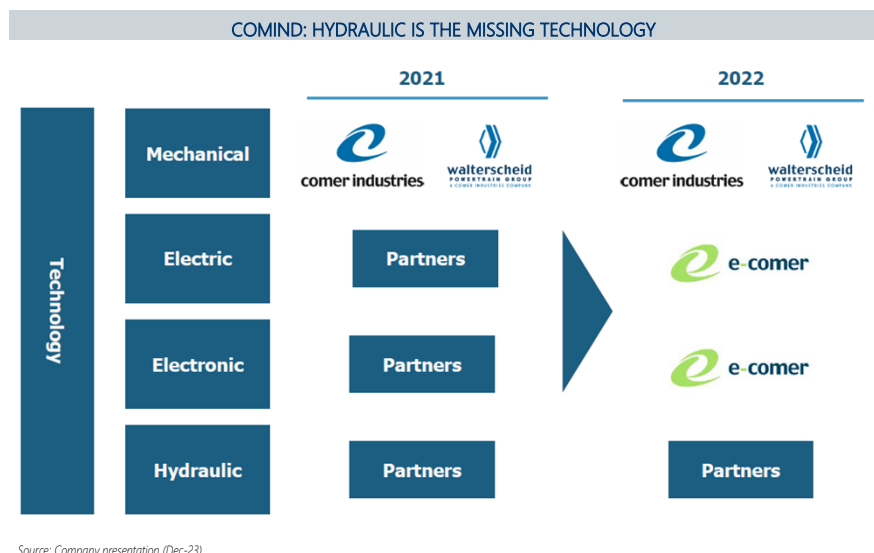 COMIND: HYDRAULIC IS THE MISSING TECHNOLOGY
2021
2022
Technology
Mechanical
comer industries
walterscheid
POWERTRAIN GROUP
A COMER INDUSTRIES COMPANY
comer industries
walterscheid
POWERTRAIN GROUP
A COMER INDUSTRIES COMPANY
Electric
Partners
e-comer
Electronic
Partners
e-comer
Hydraulic
Partners
Partners
Source: Company presentation (Dec-23)